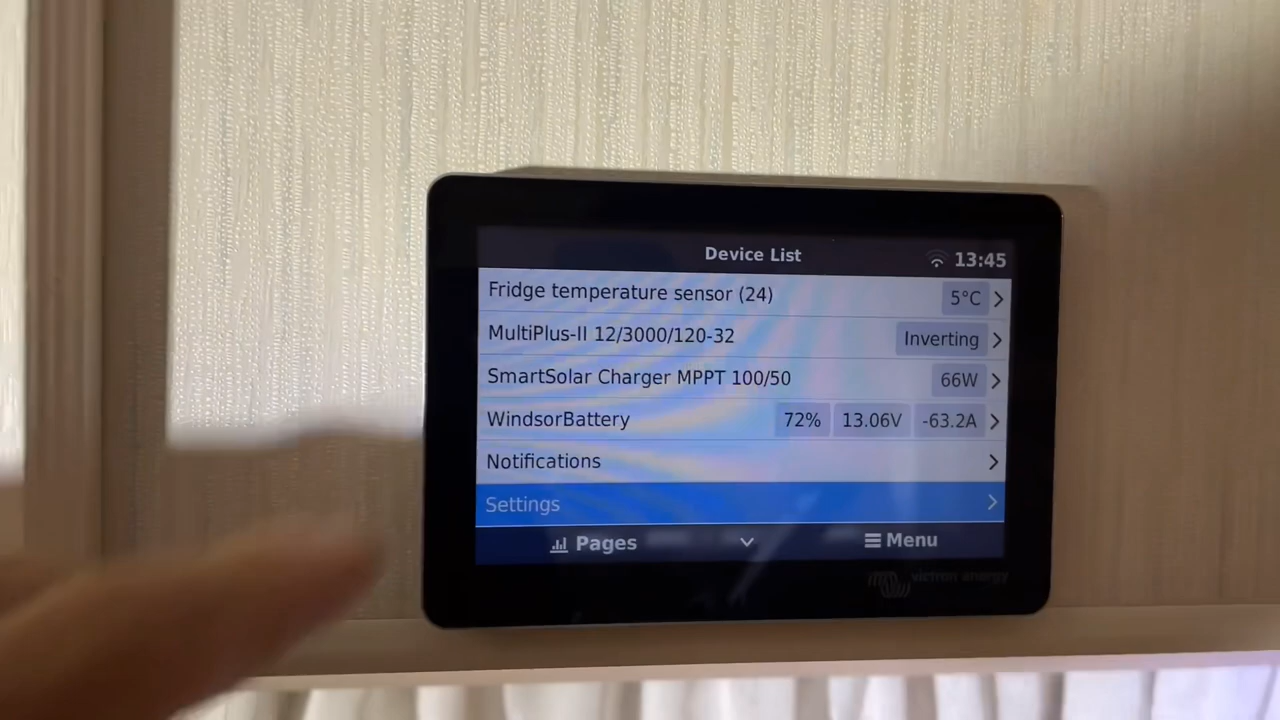 Device List
13:45
Fridge temperature sensor (24) 5°C
MultiPlus-II 12/3000/120-32 Inverting
SmartSolar Charger MPPT 100/50 66W
WindsorBattery 72% 13.06V -63.2A
Notifications
Settings
Pages Menu
victron energy